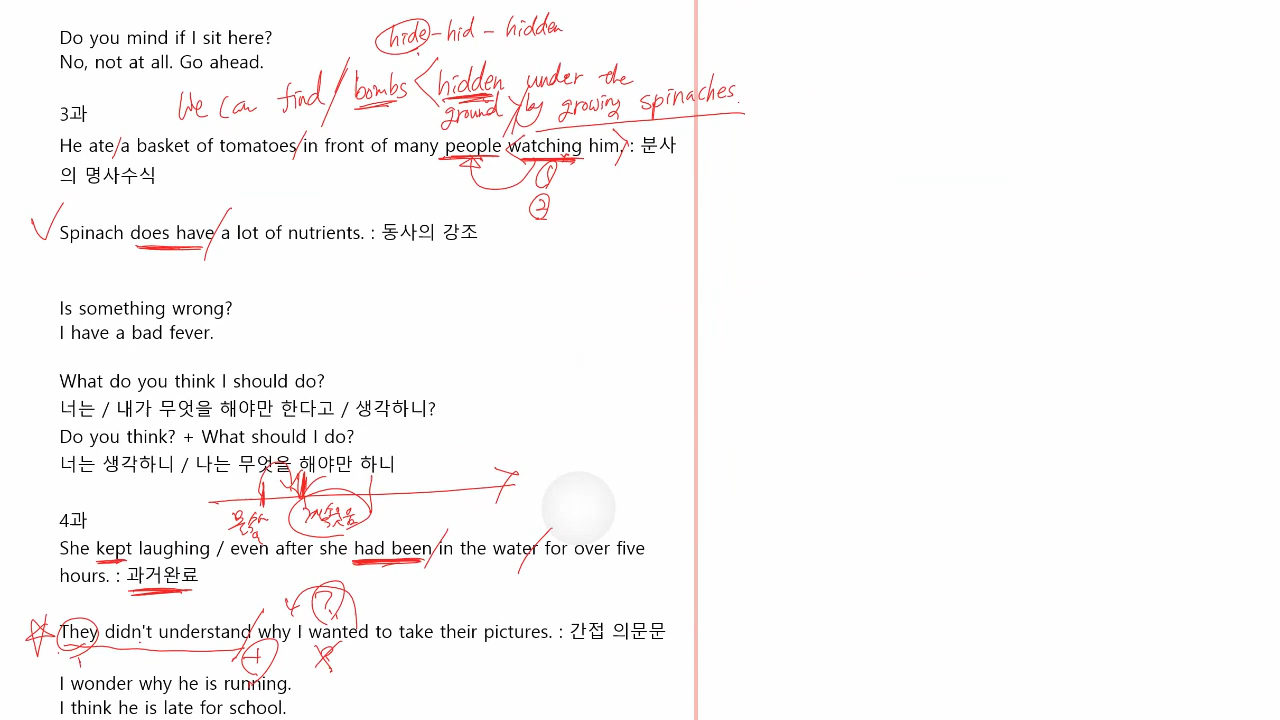 Do you mind if I sit here?
hide - hid - hidden
No, not at all. Go ahead.
We can find / bombs < hidden under the
ground > by growing spinaches.
3과
He ate / a basket of tomatoes / in front of many people < watching him. > : 분사
의 명사수식
①
②
Spinach does have / a lot of nutrients. : 동사의 강조
Is something wrong?
I have a bad fever.
What do you think I should do?
너는 / 내가 무엇을 해야만 한다고 / 생각하니?
Do you think? + What should I do?
너는 생각하니 / 나는 무엇을 해야만 하니
물속
계속웃음
4과
She kept laughing / even after she had been / in the water / for over five
hours. : 과거완료
?
They didn't understand / why I wanted to take their pictures. : 간접 의문문
+
I wonder why he is running.
I think he is late for school.